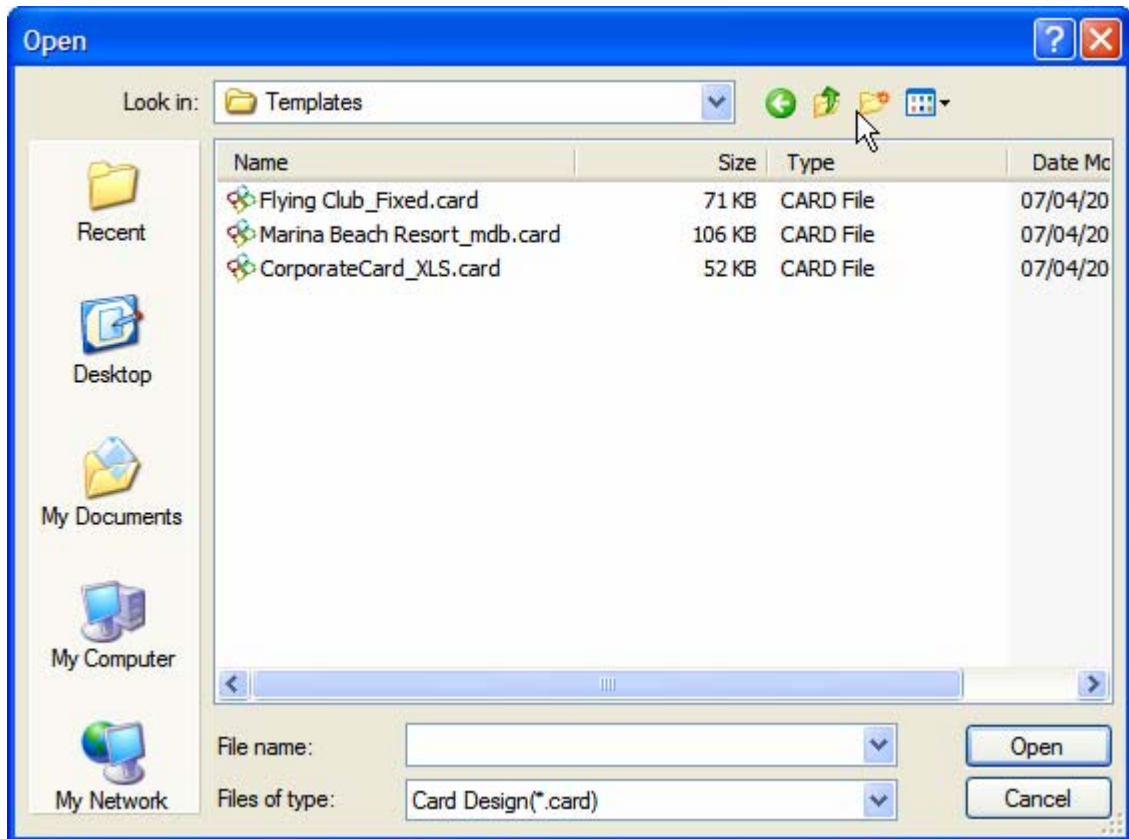 Open
Look in: Templates
Name Size Type Date Mo
Flying Club_Fixed.card 71 KB CARD File 07/04/20
Marina Beach Resort_mdb.card 106 KB CARD File 07/04/20
CorporateCard_XLS.card 52 KB CARD File 07/04/20
Recent
Desktop
My Documents
My Computer
My Network
File name: Open
Files of type: Card Design(*.card) Cancel